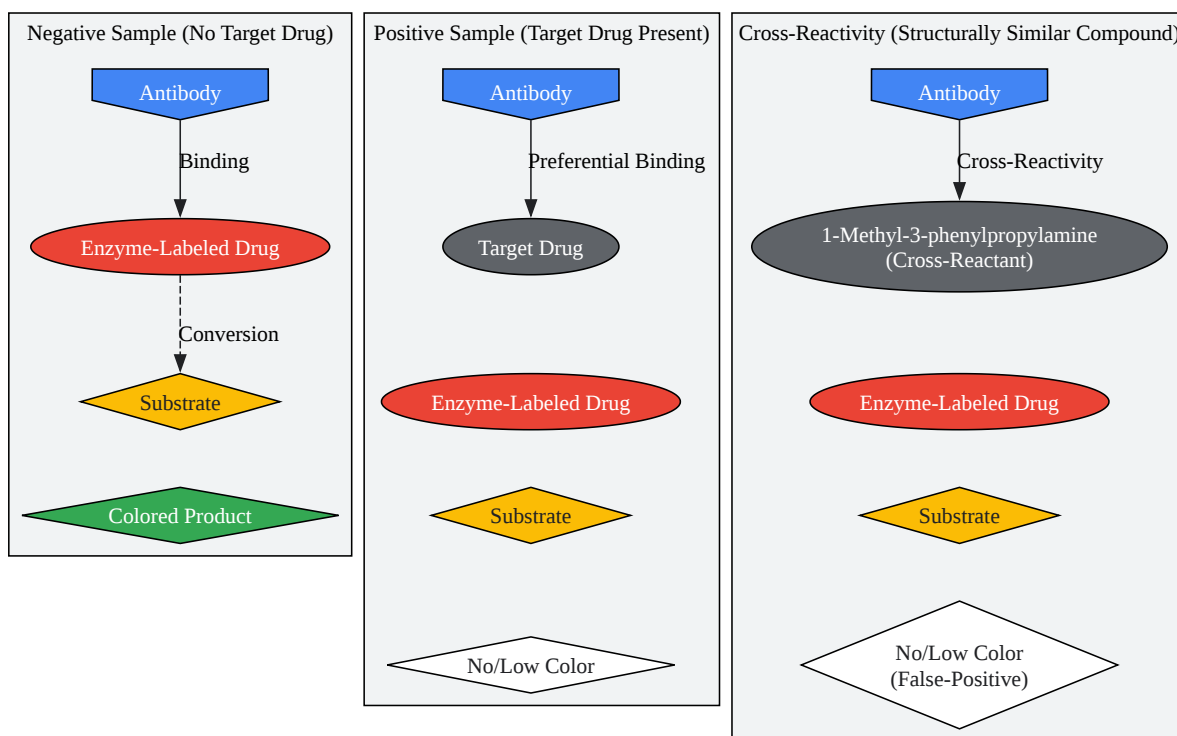 Negative Sample (No Target Drug)
Antibody
Binding
Enzyme-Labeled Drug
Conversion
Substrate
Colored Product
Positive Sample (Target Drug Present)
Antibody
Preferential Binding
Target Drug
Enzyme-Labeled Drug
Substrate
No/Low Color
Cross-Reactivity (Structurally Similar Compound)
Antibody
Cross-Reactivity
1-Methyl-3-phenylpropylamine
(Cross-Reactant)
Enzyme-Labeled Drug
Substrate
No/Low Color
(False-Positive)